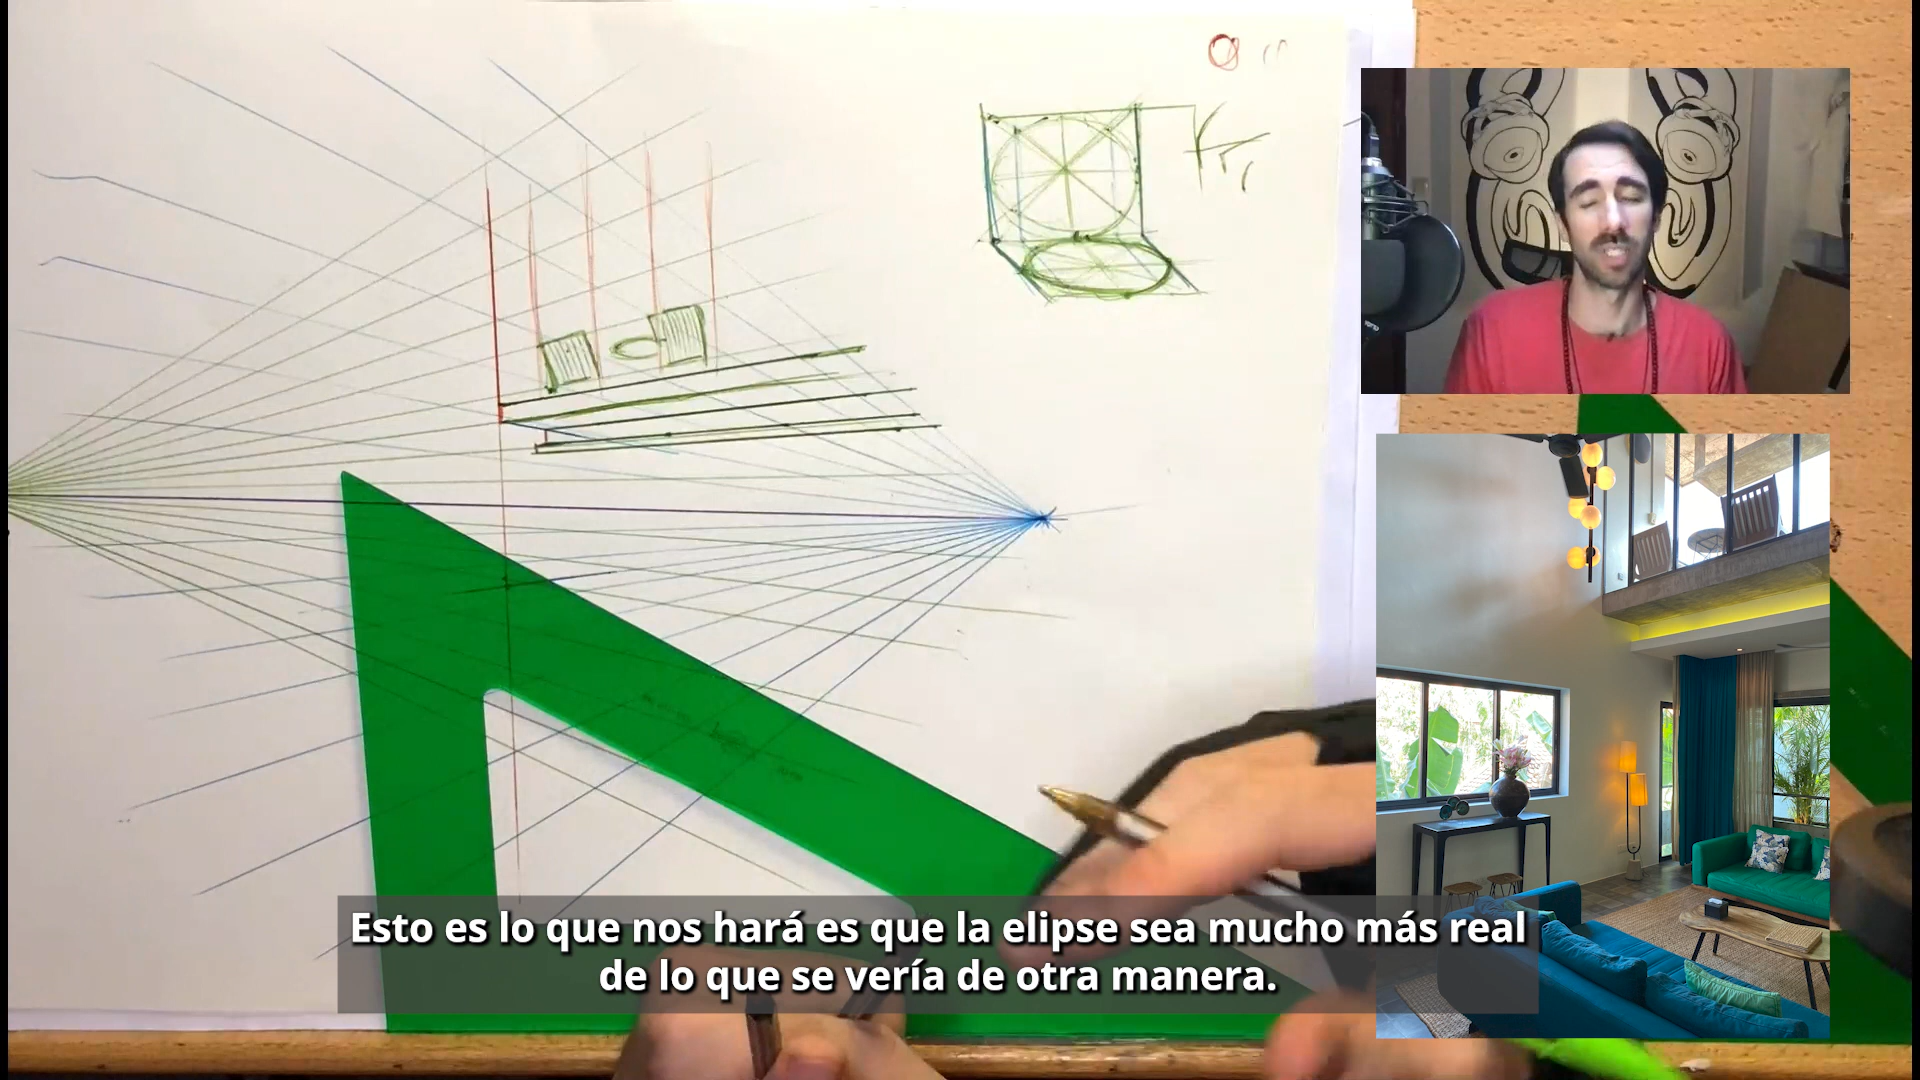 Esto es lo que nos hará es que la elipse sea mucho más real
de lo que se vería de otra manera.